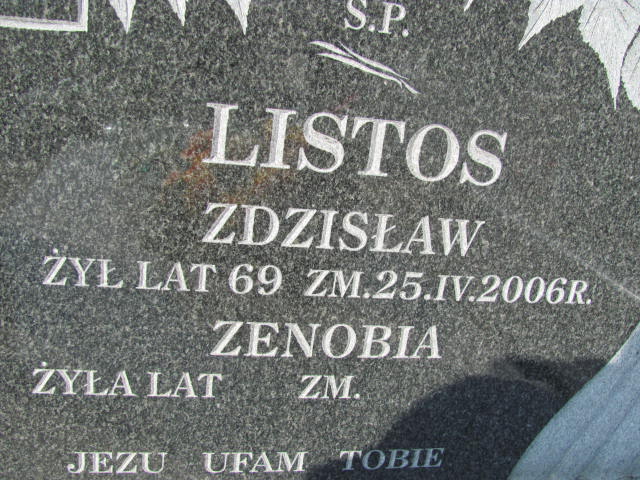 S.P.
LISTOS
ZDZISŁAW
ŻYŁ LAT 69 ZM.25.IV.2006R.
ZENOBIA
ŻYŁA LAT ZM.
JEZU UFAM TOBIE